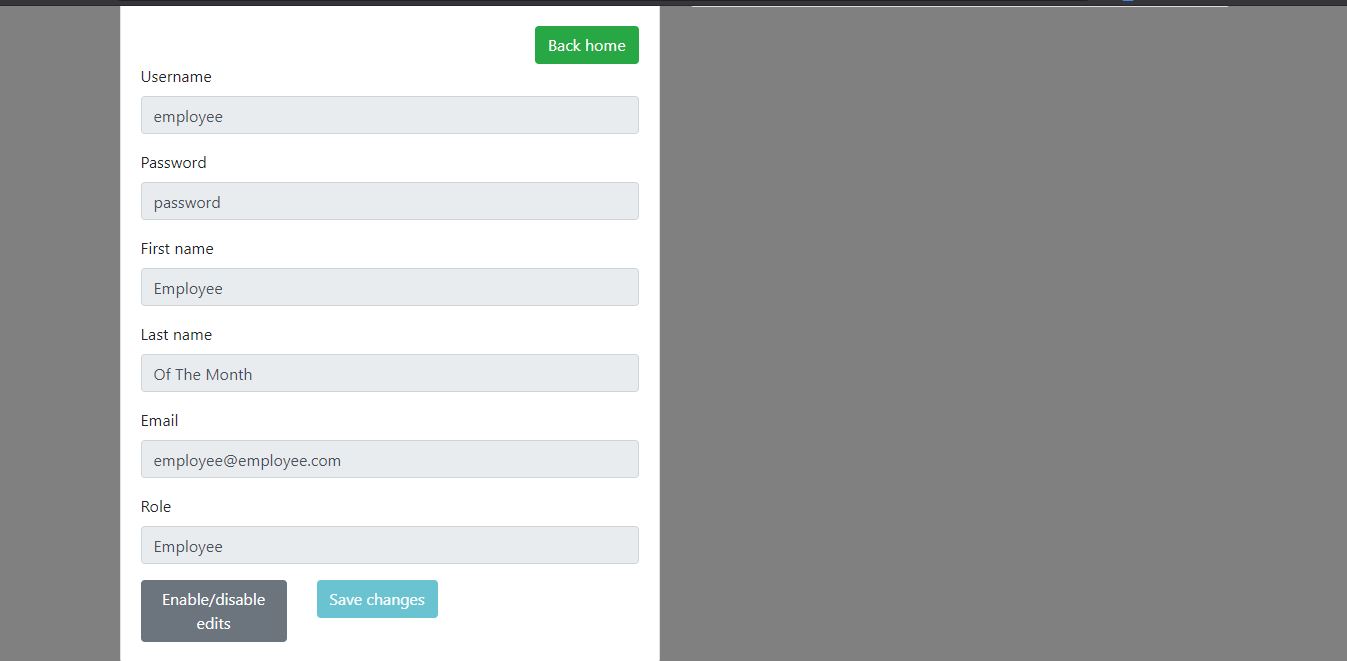 Back home
Username
employee
Password
password
First name
Employee
Last name
Of The Month
Email
employee@employee.com
Role
Employee
Enable/disable
edits
Save changes